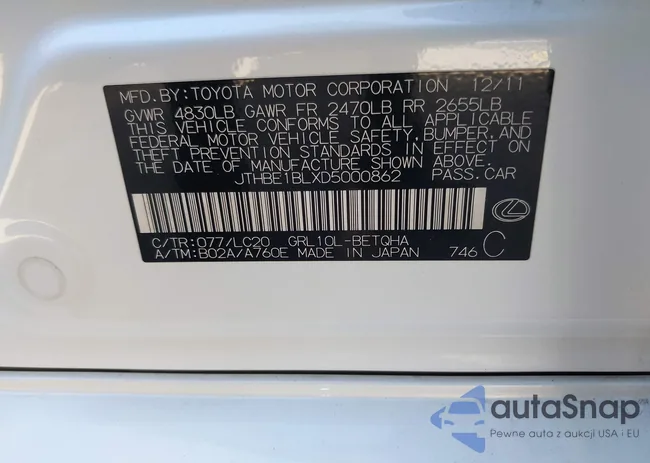 MFD.BY:TOYOTA MOTOR CORPORATION 12/11
GVWR 4830LB GAWR FR 2470LB RR 2655LB
THIS VEHICLE CONFORMS TO ALL APPLICABLE
FEDERAL MOTOR VEHICLE SAFETY,BUMPER,AND
THEFT PREVENTION STANDARDS IN EFFECT ON
THE DATE OF MANUFACTURE SHOWN ABOVE.
JTHBE1BLXD5000862 PASS.CAR
C/TR:077/LC20 GRL10L-BETQHA
A/TM:B02A/A760E MADE IN JAPAN 746 C
autaSnap
Pewne auta z aukcji USA i EU